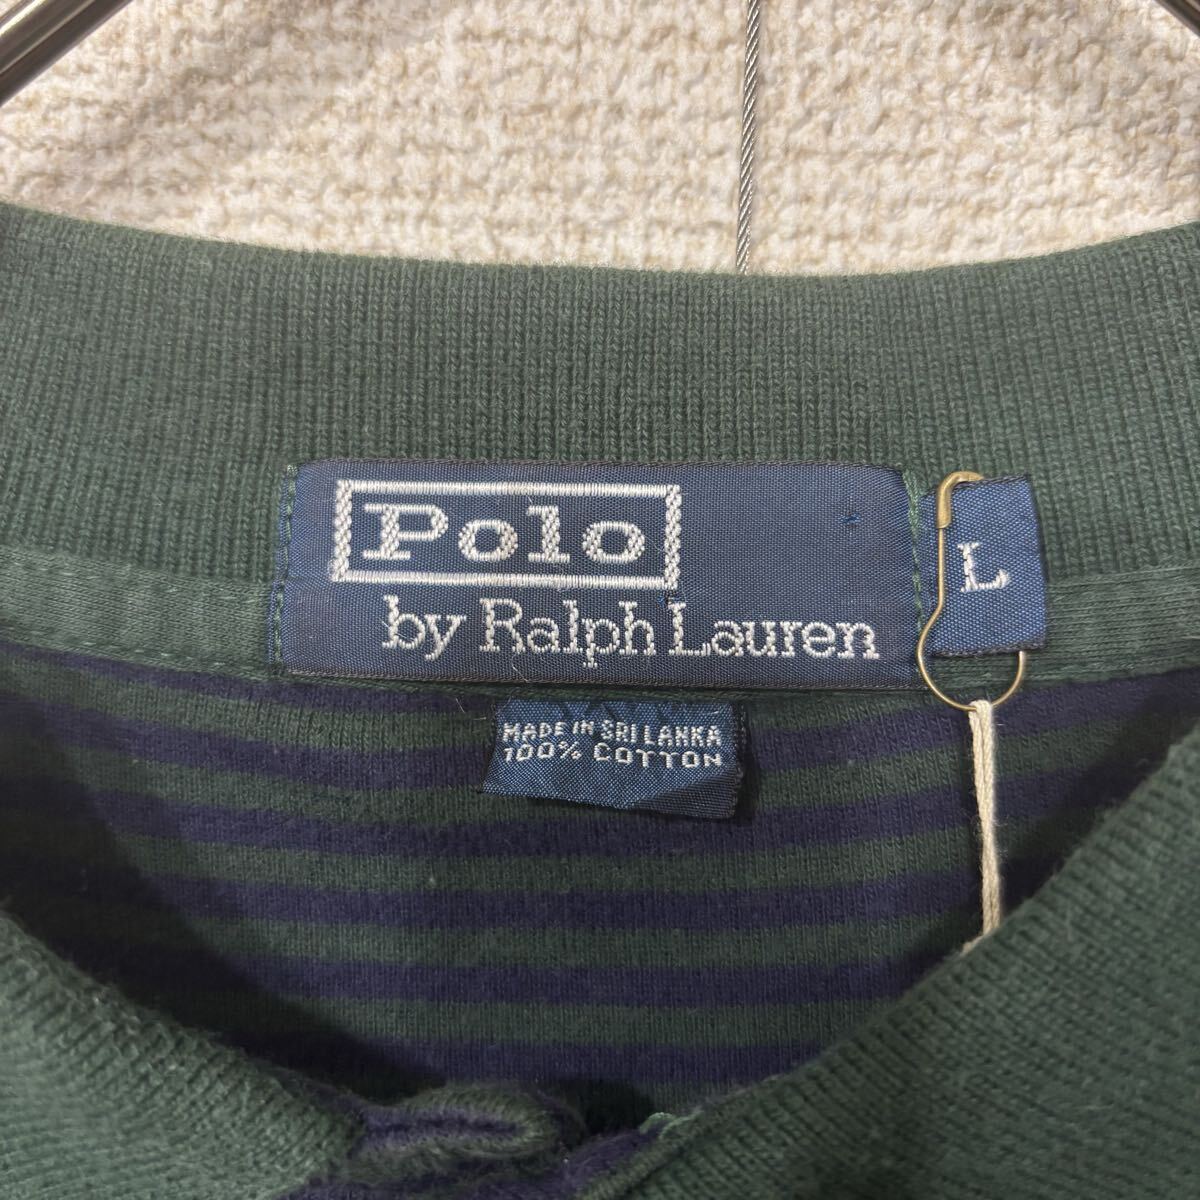 Polo
by Ralph Lauren
L
MADE IN SRI LANKA
100% COTTON